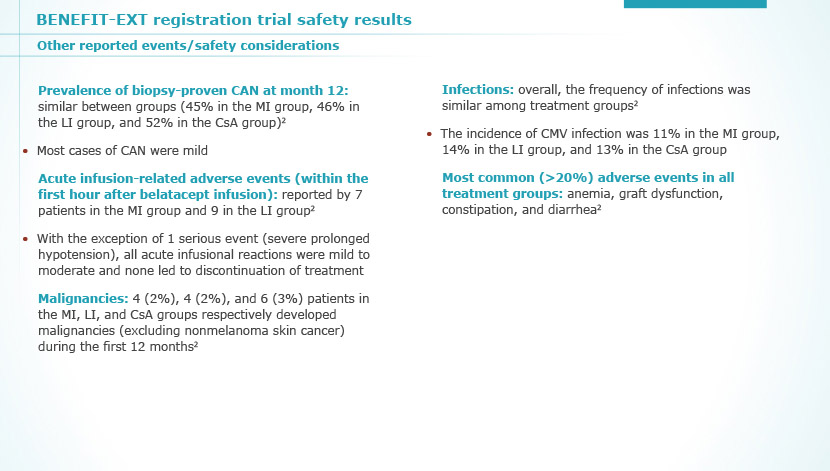 BENEFIT-EXT registration trial safety results
Other reported events/safety considerations
Prevalence of biopsy-proven CAN at month 12:
similar between groups (45% in the MI group, 46% in
the LI group, and 52% in the CsA group)²
• Most cases of CAN were mild
Acute infusion-related adverse events (within the
first hour after belatacept infusion): reported by 7
patients in the MI group and 9 in the LI group²
• With the exception of 1 serious event (severe prolonged
hypotension), all acute infusional reactions were mild to
moderate and none led to discontinuation of treatment
Malignancies: 4 (2%), 4 (2%), and 6 (3%) patients in
the MI, LI, and CsA groups respectively developed
malignancies (excluding nonmelanoma skin cancer)
during the first 12 months²
Infections: overall, the frequency of infections was
similar among treatment groups²
• The incidence of CMV infection was 11% in the MI group,
14% in the LI group, and 13% in the CsA group
Most common (>20%) adverse events in all
treatment groups: anemia, graft dysfunction,
constipation, and diarrhea²